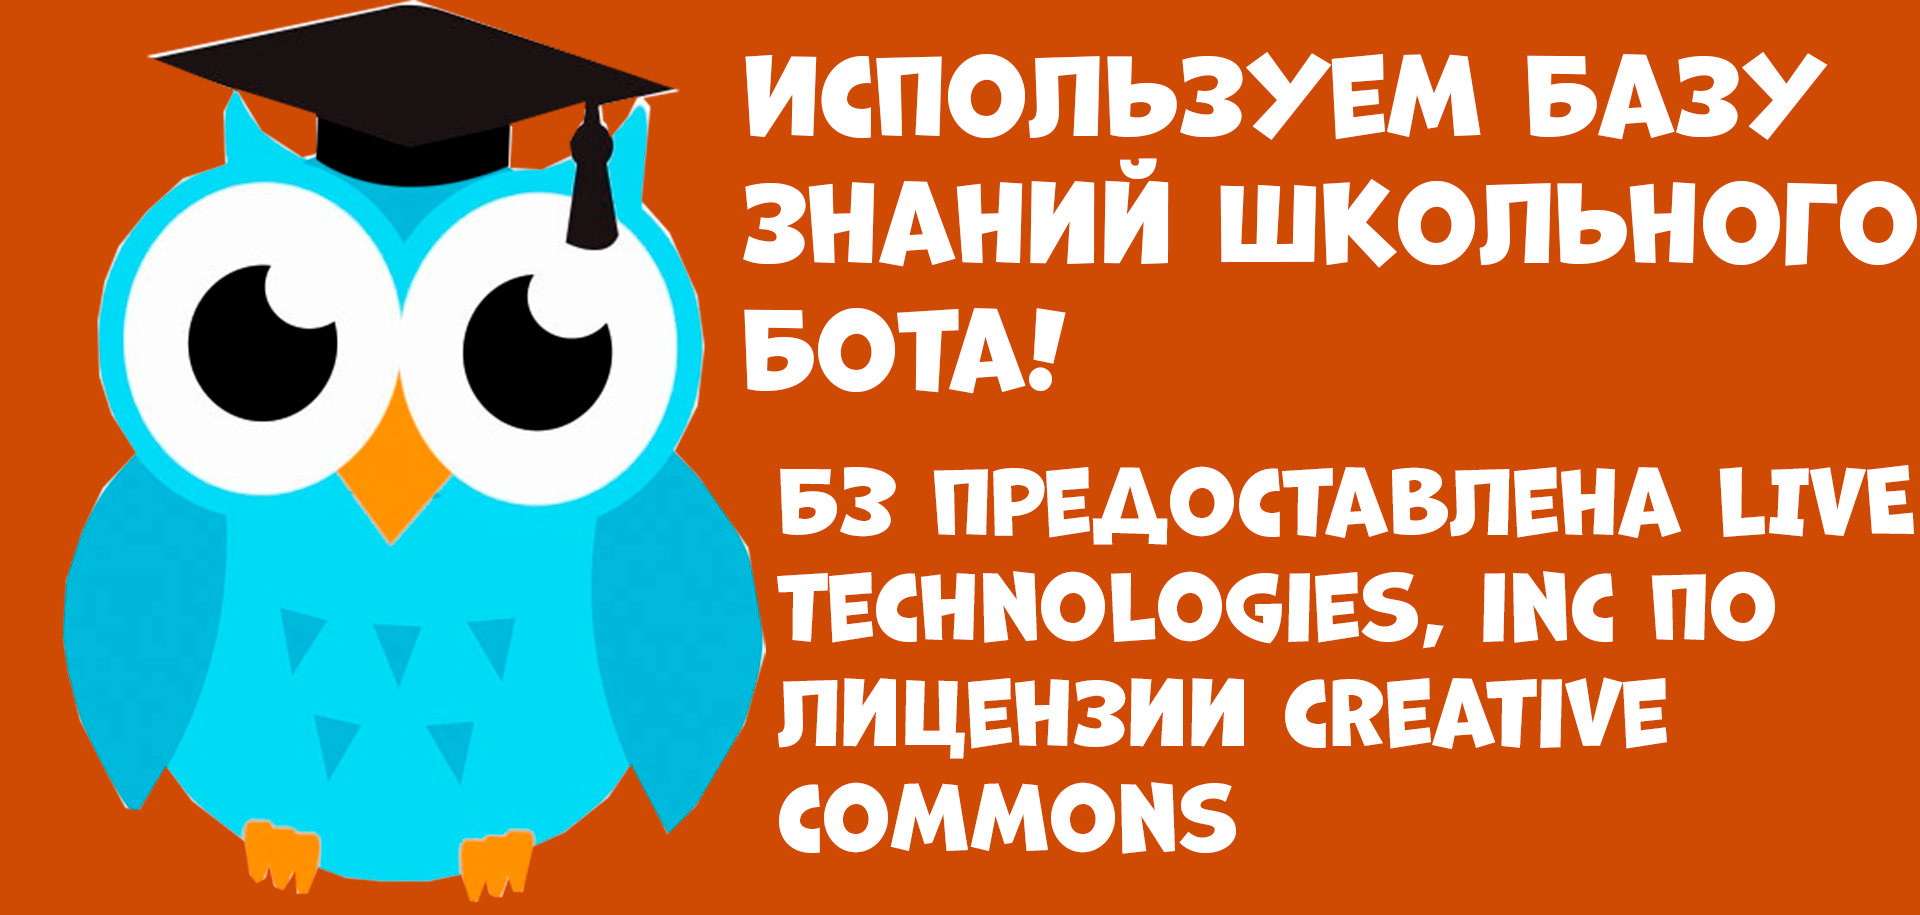 ИСПОЛЬЗУЕМ БАЗУ
ЗНАНИЙ ШКОЛЬНОГО
БОТА!
БЗ ПРЕДОСТАВЛЕНА LIVE
TECHNOLOGIES, INC ПО
ЛИЦЕНЗИИ CREATIVE
COMMONS